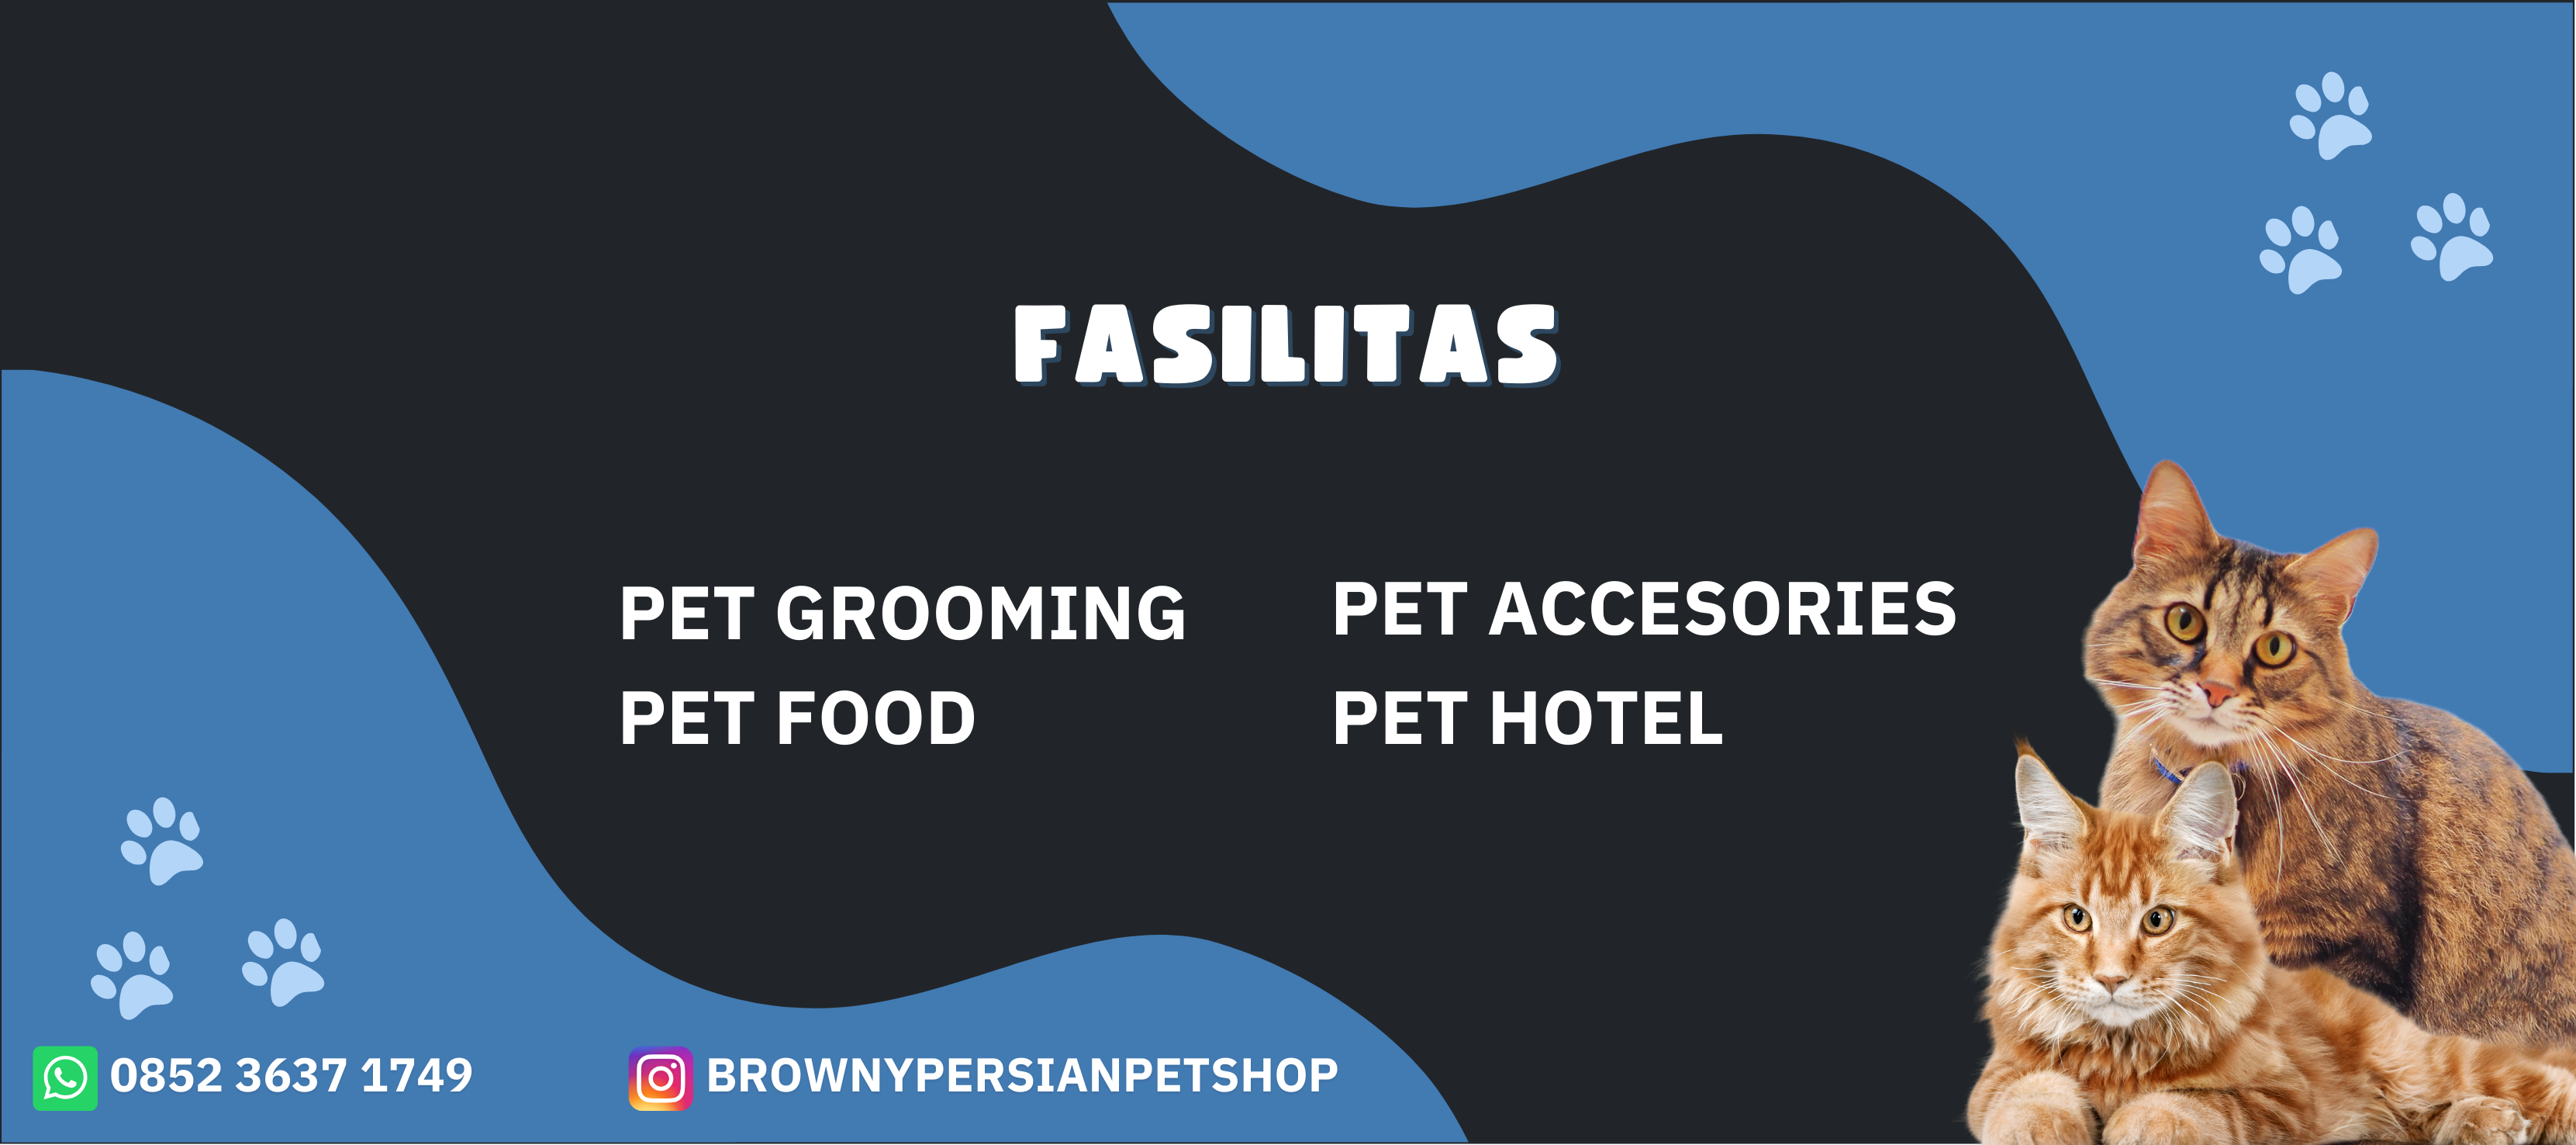 FASILITAS
PET GROOMING
PET FOOD
PET ACCESORIES
PET HOTEL
0852 3637 1749
BROWNYPERSIANPETSHOP